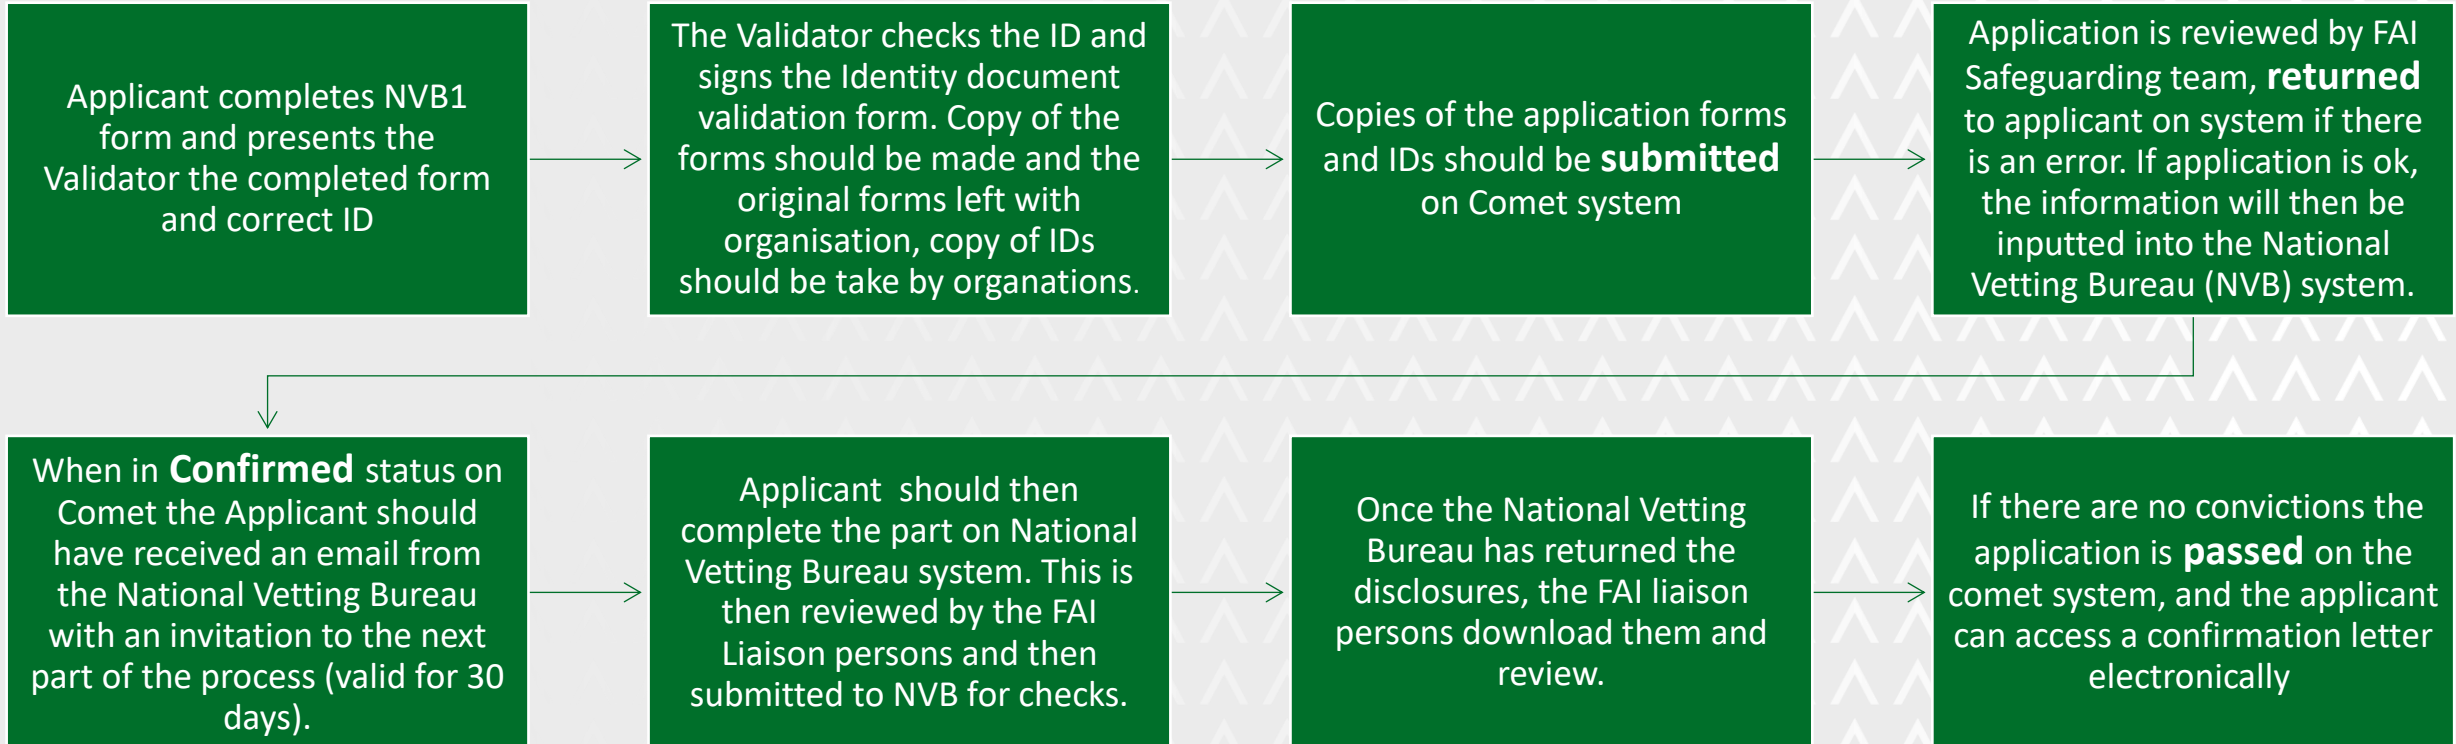 Applicant completes NVB1
form and presents the
Validator the completed form
and correct ID
The Validator checks the ID and
signs the Identity document
validation form. Copy of the
forms should be made and the
original forms left with
organisation, copy of IDs
should be take by organations.
Copies of the application forms
and IDs should be submitted
on Comet system
Application is reviewed by FAI
Safeguarding team, returned
to applicant on system if there
is an error. If application is ok,
the information will then be
inputted into the National
Vetting Bureau (NVB) system.
When in Confirmed status on
Comet the Applicant should
have received an email from
the National Vetting Bureau
with an invitation to the next
part of the process (valid for 30
days).
Applicant  should then
complete the part on National
Vetting Bureau system. This is
then reviewed by the FAI
Liaison persons and then
submitted to NVB for checks.
Once the National Vetting
Bureau has returned the
disclosures, the FAI liaison
persons download them and
review.
If there are no convictions the
application is passed on the
comet system, and the applicant
can access a confirmation letter
electronically